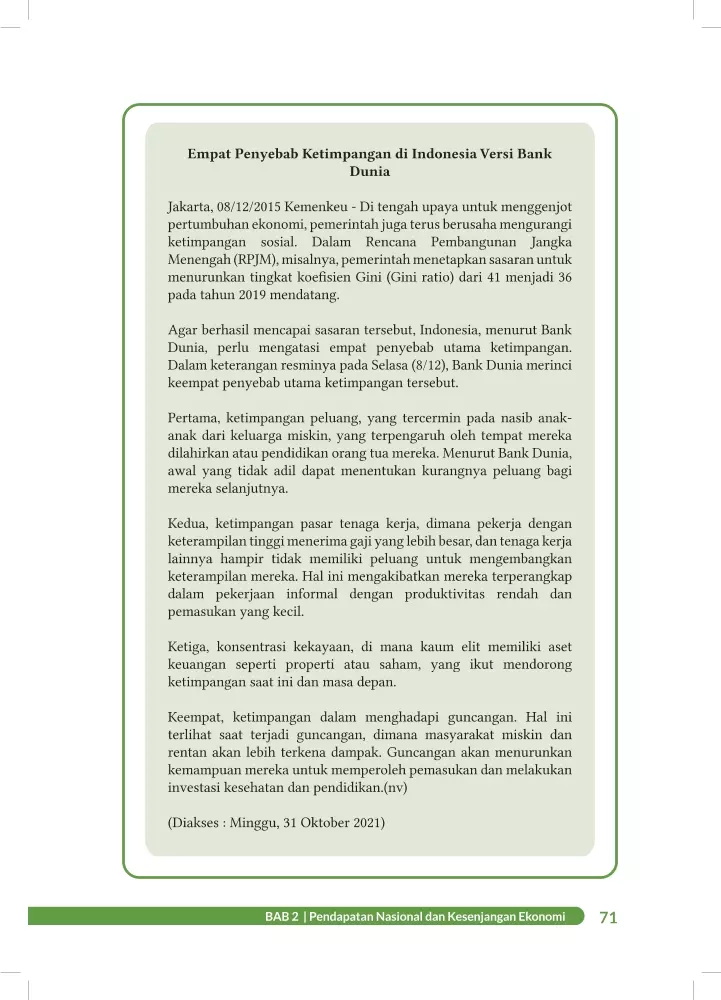 Empat Penyebab Ketimpangan di Indonesia Versi Bank
Dunia
Jakarta, 08/12/2015 Kemenkeu - Di tengah upaya untuk menggenjot
pertumbuhan ekonomi, pemerintah juga terus berusaha mengurangi
ketimpangan sosial. Dalam Rencana Pembangunan Jangka
Menengah (RPJM), misalnya, pemerintah menetapkan sasaran untuk
menurunkan tingkat koefisien Gini (Gini ratio) dari 41 menjadi 36
pada tahun 2019 mendatang.
Agar berhasil mencapai sasaran tersebut, Indonesia, menurut Bank
Dunia, perlu mengatasi empat penyebab utama ketimpangan.
Dalam keterangan resminya pada Selasa (8/12), Bank Dunia merinci
keempat penyebab utama ketimpangan tersebut.
Pertama, ketimpangan peluang, yang tercermin pada nasib anak-
anak dari keluarga miskin, yang terpengaruh oleh tempat mereka
dilahirkan atau pendidikan orang tua mereka. Menurut Bank Dunia,
awal yang tidak adil dapat menentukan kurangnya peluang bagi
mereka selanjutnya.
Kedua, ketimpangan pasar tenaga kerja, dimana pekerja dengan
keterampilan tinggi menerima gaji yang lebih besar, dan tenaga kerja
lainnya hampir tidak memiliki peluang untuk mengembangkan
keterampilan mereka. Hal ini mengakibatkan mereka terperangkap
dalam pekerjaan informal dengan produktivitas rendah dan
pemasukan yang kecil.
Ketiga, konsentrasi kekayaan, di mana kaum elit memiliki aset
keuangan seperti properti atau saham, yang ikut mendorong
ketimpangan saat ini dan masa depan.
Keempat, ketimpangan dalam menghadapi guncangan. Hal ini
terlihat saat terjadi guncangan, dimana masyarakat miskin dan
rentan akan lebih terkena dampak. Guncangan akan menurunkan
kemampuan mereka untuk memperoleh pemasukan dan melakukan
investasi kesehatan dan pendidikan.(nv)
(Diakses : Minggu, 31 Oktober 2021)
BAB 2 | Pendapatan Nasional dan Kesenjangan Ekonomi 71